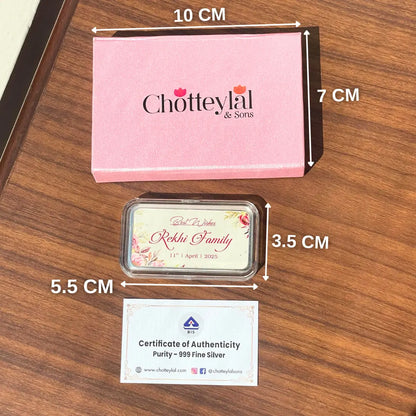 10 CM
7 CM
Chotteylal
& Sons
Best Wishes
Rekhi Family
11th | April | 2025
3.5 CM
5.5 CM
BIS
Certificate of Authenticity
Purity - 999 Fine Silver
www.chotteylal.com @chotteylalsons